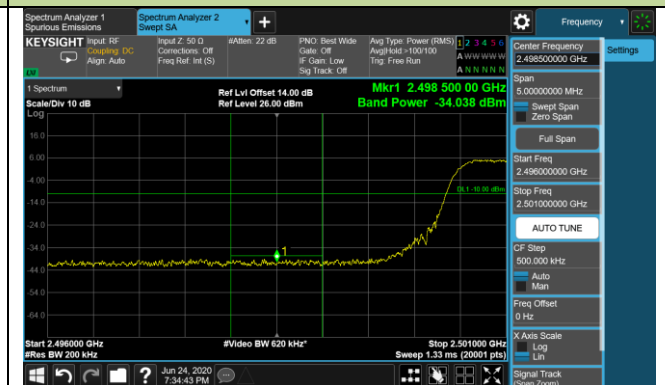 Spectrum Analyzer 1
Spurious Emissions
Spectrum Analyzer 2
Swept SA
+
Frequency
KEYSIGHT
Input: RF
Coupling: DC
Align: Auto
Input Z: 50 Ω
Corrections: Off
Freq Ref: Int (S)
#Atten: 22 dB
PNO: Best Wide
Gate: Off
IF Gain: Low
Sig Track: Off
Avg Type: Power (RMS)
Avg|Hold:>100/100
Trig: Free Run
1 2 3 4 5 6
A W W W W W
A N N N N N
LVI
Center Frequency
2.498500000 GHz
Settings
Span
5.00000000 MHz
Swept Span
Zero Span
Full Span
Start Freq
2.496000000 GHz
Stop Freq
2.501000000 GHz
AUTO TUNE
CF Step
500.000 kHz
Auto
Man
Freq Offset
0 Hz
X Axis Scale
Log
Lin
Signal Track
(Span Zoom)
1 Spectrum
Scale/Div 10 dB
Log
Ref Lvl Offset 14.00 dB
Ref Level 26.00 dBm
Mkr1 2.498 500 00 GHz
Band Power -34.038 dBm
16.0
6.00
-4.00
-14.0
-24.0
-34.0
-44.0
-54.0
-64.0
DL1 -10.00 dBm
1
Start 2.496000 GHz
#Res BW 200 kHz
#Video BW 620 kHz*
Stop 2.501000 GHz
Sweep 1.33 ms (20001 pts)
?
Jun 24, 2020
7:34:43 PM